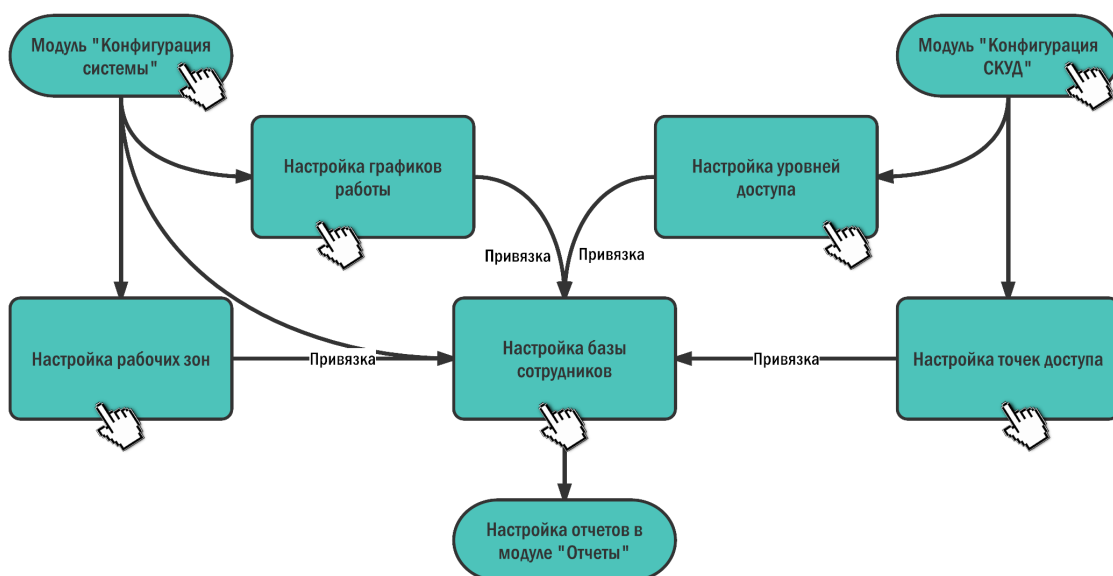 Модуль "Конфигурация
системы"
Модуль "Конфигурация
СКУД"
Настройка графиков
работы
Настройка уровней
доступа
Привязка
Привязка
Настройка рабочих зон
Привязка
Настройка базы
сотрудников
Привязка
Настройка точек доступа
Настройка отчетов в
модуле "Отчеты"